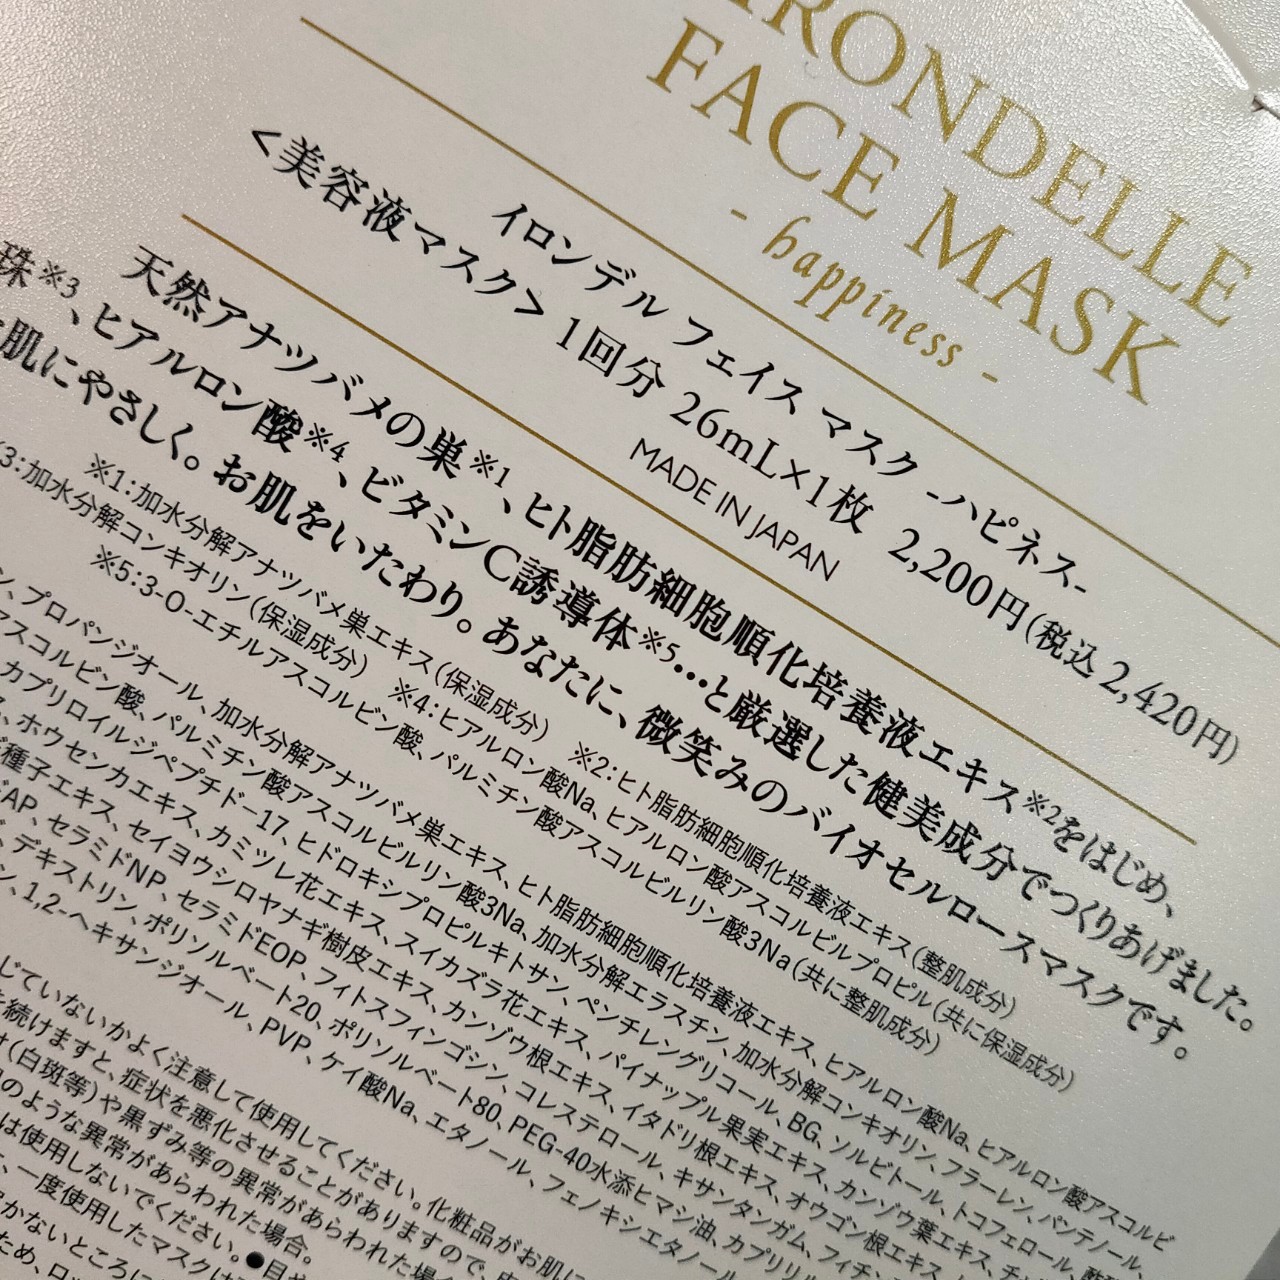 IRONDELLE
FACE MASK
- happiness -
イロンデル フェイス マスク -ハピネス-
<美容液マスク> 1回分 26mL×1枚 2,200円(税込 2,420円)
MADE IN JAPAN
天然アナツバメの巣※1、ヒト脂肪細胞順化培養液エキス※2をはじめ、
珠※3、ヒアルロン酸※4、ビタミンC誘導体※5…と厳選した健美成分でつくりあげました。
肌にやさしく。お肌をいたわり。あなたに、微笑みのバイオセルロースマスクです。
※1:加水分解アナツバメ巣エキス(保湿成分) ※2:ヒト脂肪細胞順化培養液エキス(整肌成分)
3:加水分解コンキオリン(保湿成分) ※4:ヒアルロン酸Na、ヒアルロン酸アスコルビルプロピル(共に保湿成分)
※5:3-O-エチルアスコルビン酸、パルミチン酸アスコルビルリン酸3Na(共に整肌成分)
ン、プロパンジオール、加水分解アナツバメ巣エキス、ヒト脂肪細胞順化培養液エキス、ヒアルロン酸Na、ヒアルロン酸アスコルビ
アスコルビン酸、パルミチン酸アスコルビルリン酸3Na、加水分解エラスチン、加水分解コンキオリン、フラーレン、パンテノール、
カプリロイルジペプチド-17、ヒドロキシプロピルキトサン、ペンチレングリコール、BG、ソルビトール、トコフェロール、
ホウセンカエキス、カミツレ花エキス、スイカズラ花エキス、パイナップル果実エキス、カンゾウ葉エキス、
種子エキス、セイヨウシロヤナギ樹皮エキス、カンゾウ根エキス、イタドリ根エキス、オウゴン根エキス、
AP、セラミドNP、セラミドEOP、フィトスフィンゴシン、コレステロール、キサンタンガム、フィチン
デキストリン、ポリソルベート20、ポリソルベート80、PEG-40水添ヒマシ油、カプリリル
ン、1,2-ヘキサンジオール、PVP、ケイ酸Na、エタノール、フェノキシエタノール
じていないかよく注意して使用してください。化粧品がお肌に
を続けますと、症状を悪化させることがありますので、
(白斑等)や黒ずみ等の異常があらわれた場合。
のような異常があらわれた場合
は使用しないでください。●目
一度使用したマスクは
かないところに
ため、